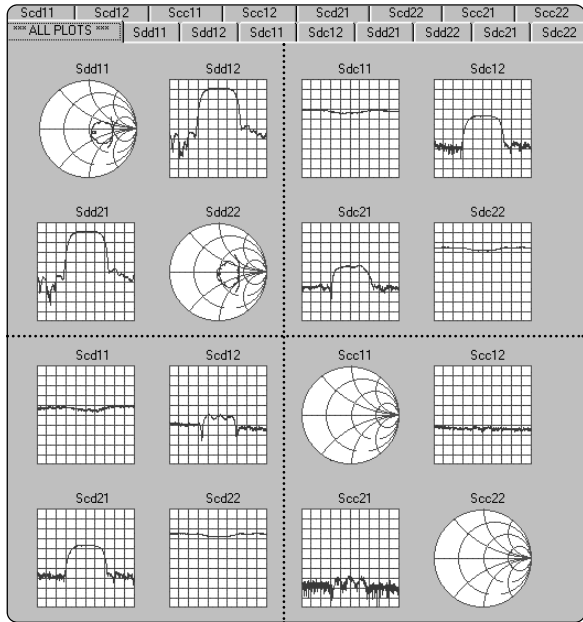 Scd11 Scd12 Scc11 Scc12 Scd21 Scd22 Scc21 Scc22
*** ALL PLOTS *** Sdd11 Sdd12 Sdc11 Sdc12 Sdd21 Sdd22 Sdc21 Sdc22
Sdd11 Sdd12 Sdc11 Sdc12
Sdd21 Sdd22 Sdc21 Sdc22
Scd11 Scd12 Scc11 Scc12
Scd21 Scd22 Scc21 Scc22